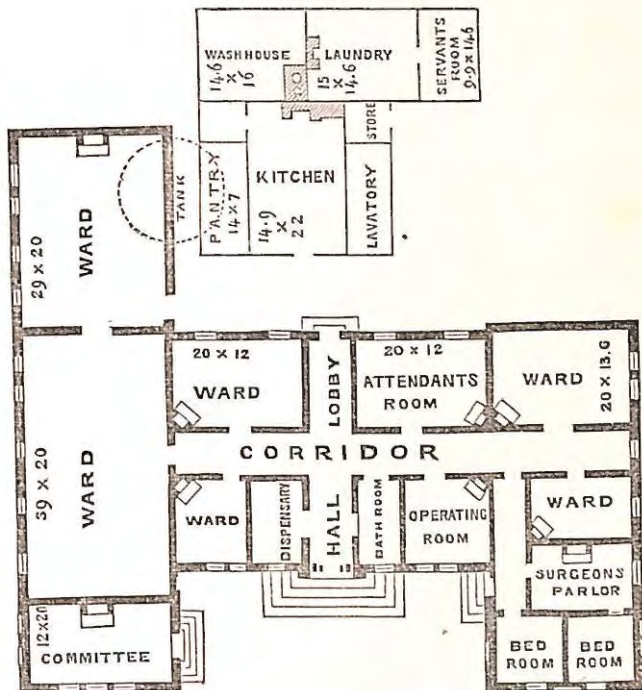 WASHHOUSE
14.6
X
16
LAUNDRY
15
X
14.6
SERVANTS
ROOM
9.9 X 14.6
STORE
PANTRY
14 X 7
KITCHEN
14.9
X
22
LAVATORY
TANK
WARD
29 X 20
WARD
39 X 20
20 X 12
WARD
LOBBY
20 X 12
ATTENDANTS
ROOM
WARD
20 X 13.6
CORRIDOR
WARD
DISPENSARY
HALL
BATH ROOM
OPERATING
ROOM
WARD
SURGEONS
PARLOR
12 X 20
COMMITTEE
BED
ROOM
BED
ROOM